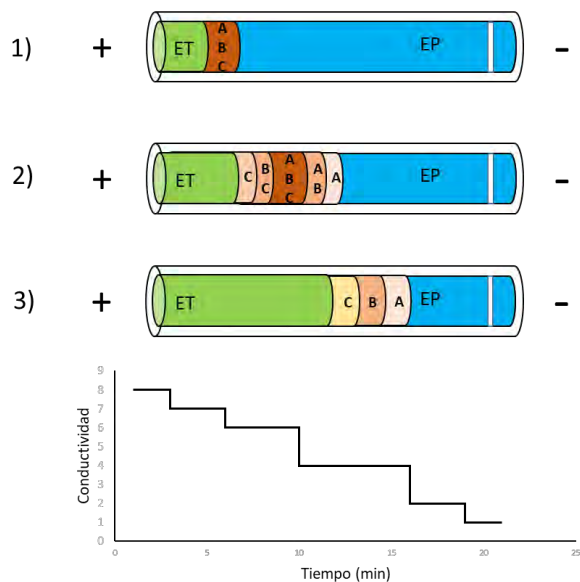 1) + ET A B C EP -
2) + ET C B C A B C A B A EP -
3) + ET C B A EP -
9
8
7
6
5
4
3
2
1
0
Conductividad
0 5 10 15 20 25
Tiempo (min)